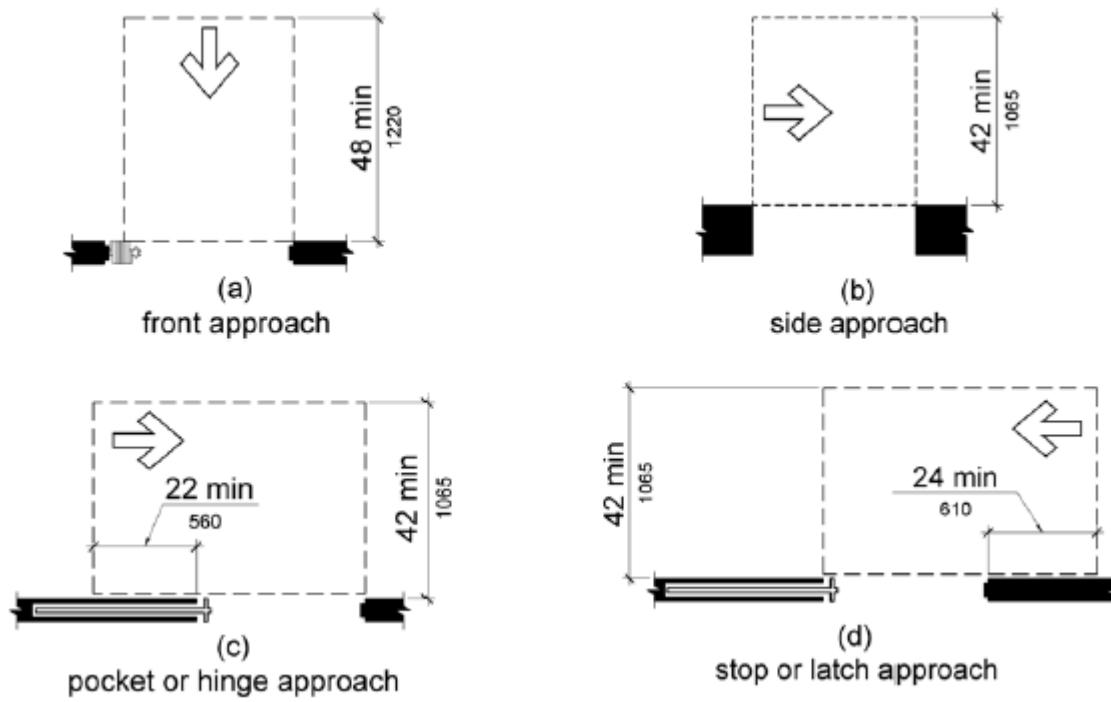 48 min
1220
(a)
front approach
42 min
1065
(b)
side approach
22 min
560
42 min
1065
(c)
pocket or hinge approach
42 min
1065
24 min
610
(d)
stop or latch approach